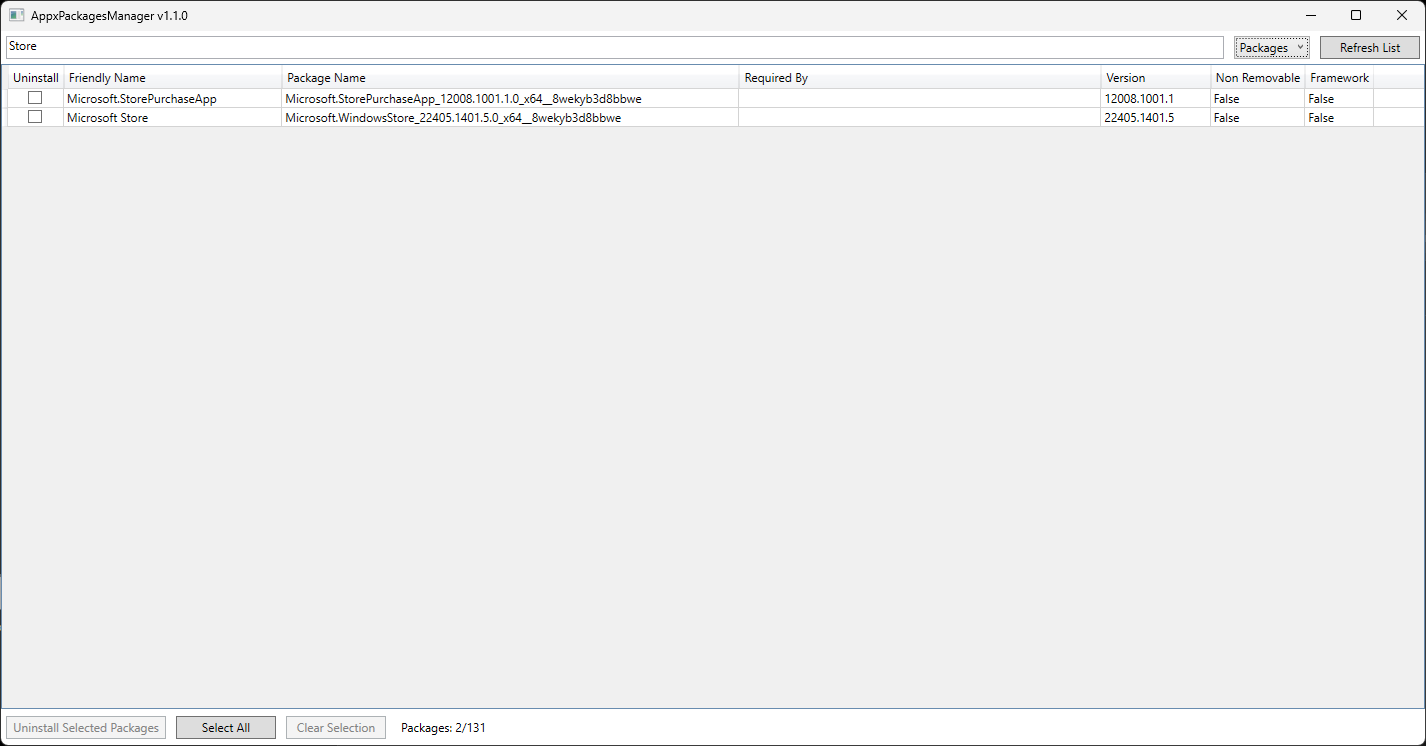 AppxPackagesManager v1.1.0
Store
Packages
Refresh List
Uninstall Friendly Name Package Name Required By Version Non Removable Framework
Microsoft.StorePurchaseApp Microsoft.StorePurchaseApp_12008.1001.1.0_x64__8wekyb3d8bbwe 12008.1001.1 False False
Microsoft Store Microsoft.WindowsStore_22405.1401.5.0_x64__8wekyb3d8bbwe 22405.1401.5 False False
Uninstall Selected Packages Select All Clear Selection Packages: 2/131